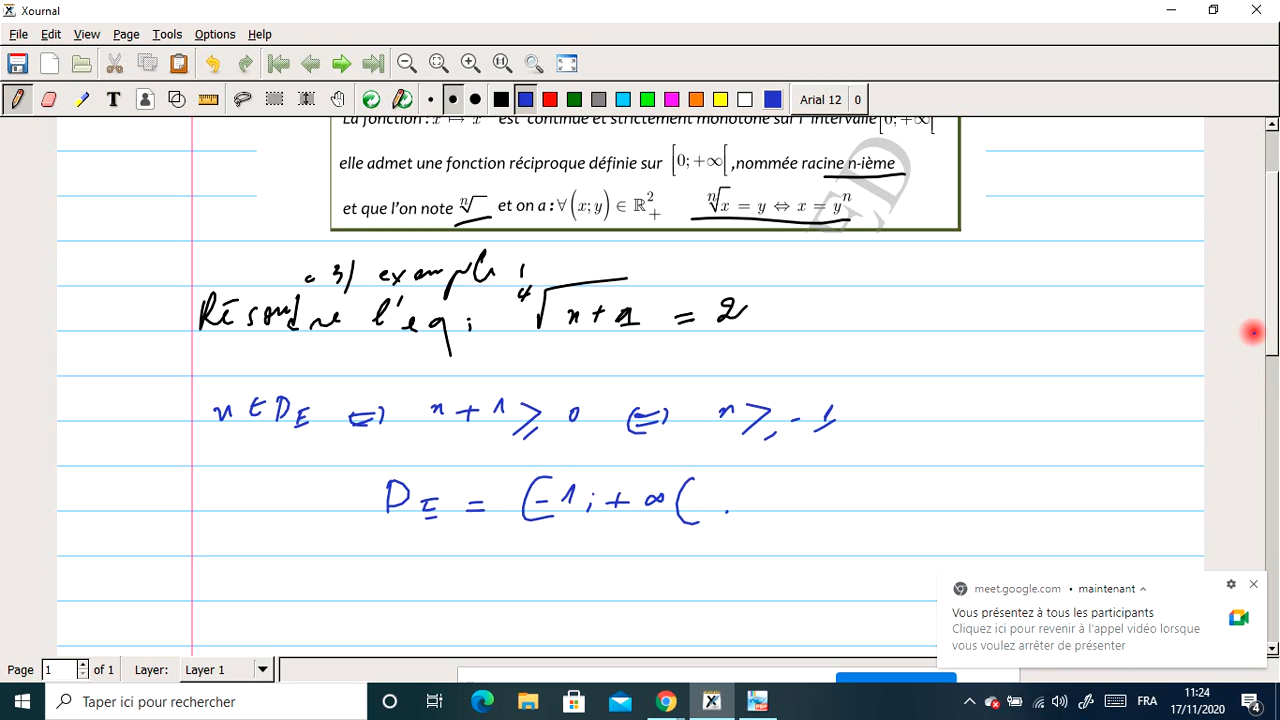 Xournal
File Edit View Page Tools Options Help
Arial 12 0
La fonction : x ↦ x est continue et strictement monotone sur l'intervalle [0; +∞[
elle admet une fonction réciproque définie sur [0; +∞[ ,nommée racine n-ième
et que l'on note ⁿ√ et on a : ∀(x; y) ∈ ℝ₊² ⁿ√x = y ⇔ x = yⁿ
ED
3) exemple
Résoudre l'eq ; ⁴√(x+1) = 2
x ∈ D_E ⇔ x + 1 ≥ 0 ⇔ x ≥ -1
D_E = [-1 ; +∞[ .
meet.google.com • maintenant
Vous présentez à tous les participants
Cliquez ici pour revenir à l'appel vidéo lorsque
vous voulez arrêter de présenter
Page 1 of 1 Layer: Layer 1
Taper ici pour rechercher
FRA
11:24
17/11/2020
4